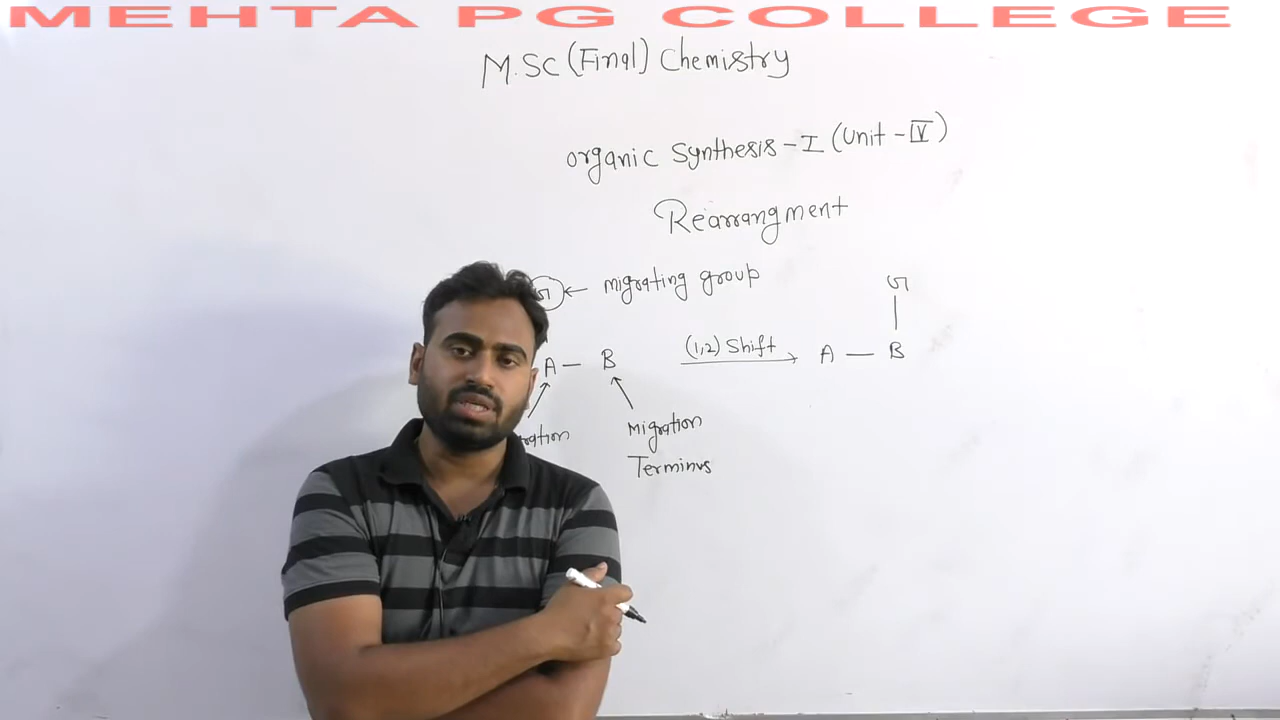 MEHTA PG COLLEGE
M.SC (Final) Chemistry
organic synthesis - I (Unit - IV)
Rearrangment
G ← migrating group
G
A — B
(1,2) Shift
A — B
Migration
Terminus